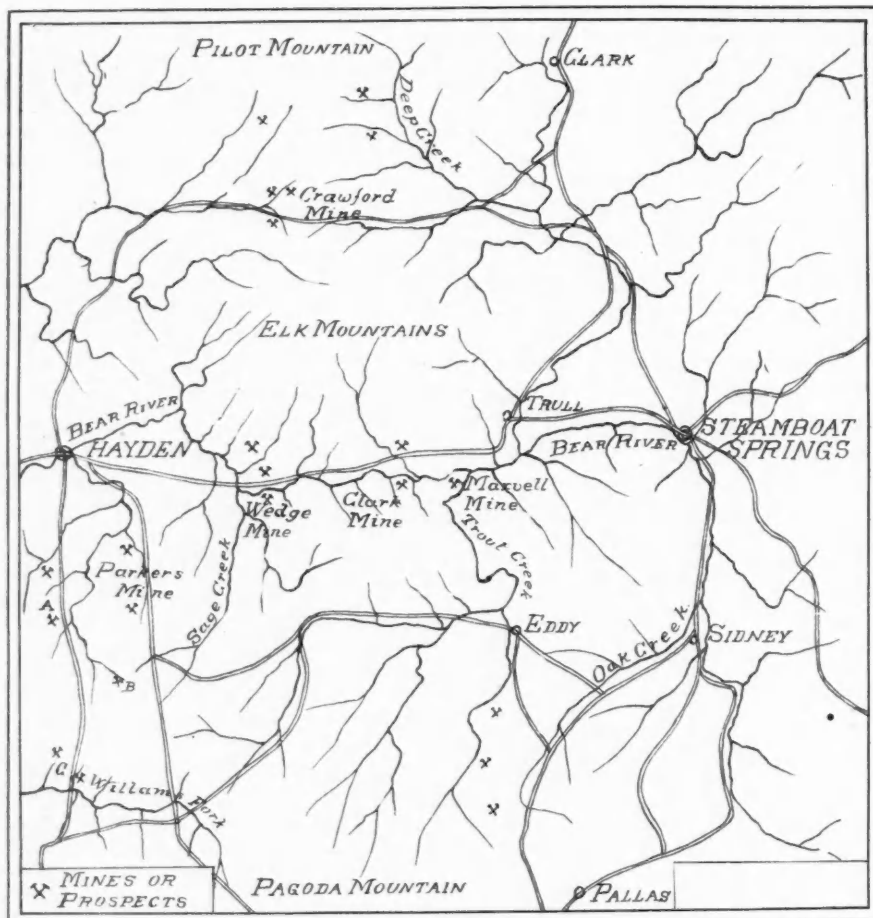 PILOT MOUNTAIN
CLARK
Deep Creek
Crawford
Mine
ELK MOUNTAINS
TRULL
BEAR RIVER
HAYDEN
BEAR RIVER
STEAMBOAT
SPRINGS
Wedge
Mine
Clark
Mine
Maxvell
Mine
Trout Creek
Parkers
Mine
Sage Creek
A
EDDY
Oak Creek
SIDNEY
B
C
Willams Fork
MINES OR
PROSPECTS
PAGODA MOUNTAIN
PALLAS